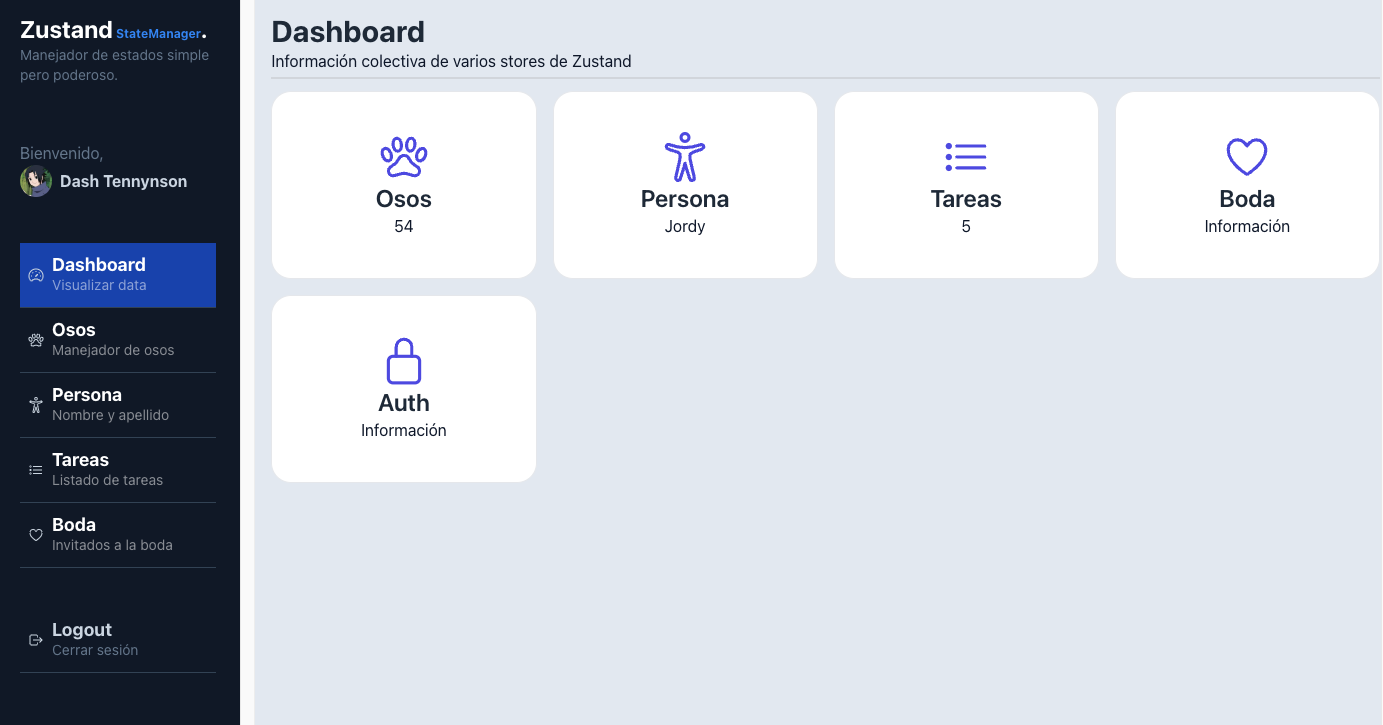 Zustand StateManager.
Manejador de estados simple
pero poderoso.
Bienvenido,
Dash Tennynson
Dashboard
Visualizar data
Osos
Manejador de osos
Persona
Nombre y apellido
Tareas
Listado de tareas
Boda
Invitados a la boda
Logout
Cerrar sesión
Dashboard
Información colectiva de varios stores de Zustand
Osos
54
Persona
Jordy
Tareas
5
Boda
Información
Auth
Información